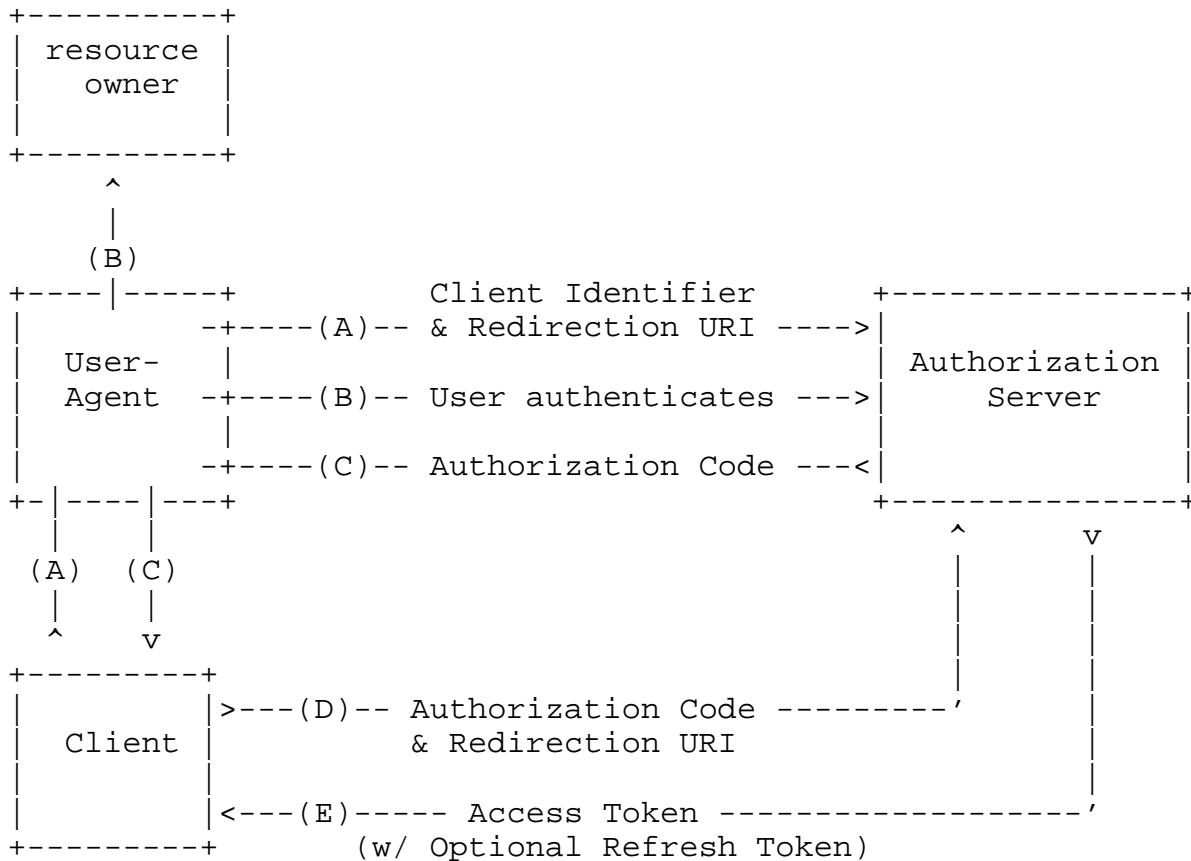 +----------+
| resource |
|   owner  |
|          |
+----------+
     ^
     |
    (B)
+----|-----+          Client Identifier      +---------------+
|         -+----(A)-- & Redirection URI ---->|               |
|  User-   |                                 | Authorization |
|  Agent  -+----(B)-- User authenticates --->|     Server    |
|          |                                 |               |
|         -+----(C)-- Authorization Code ---<|               |
+-|----|---+                                 +---------------+
  |    |                                         ^      v
 (A)  (C)                                        |      |
  |    |                                         |      |
  ^    v                                         |      |
+---------+                                      |      |
|         |>---(D)-- Authorization Code ---------'      |
|  Client |          & Redirection URI                  |
|         |                                             |
|         |<---(E)----- Access Token -------------------'
+---------+       (w/ Optional Refresh Token)